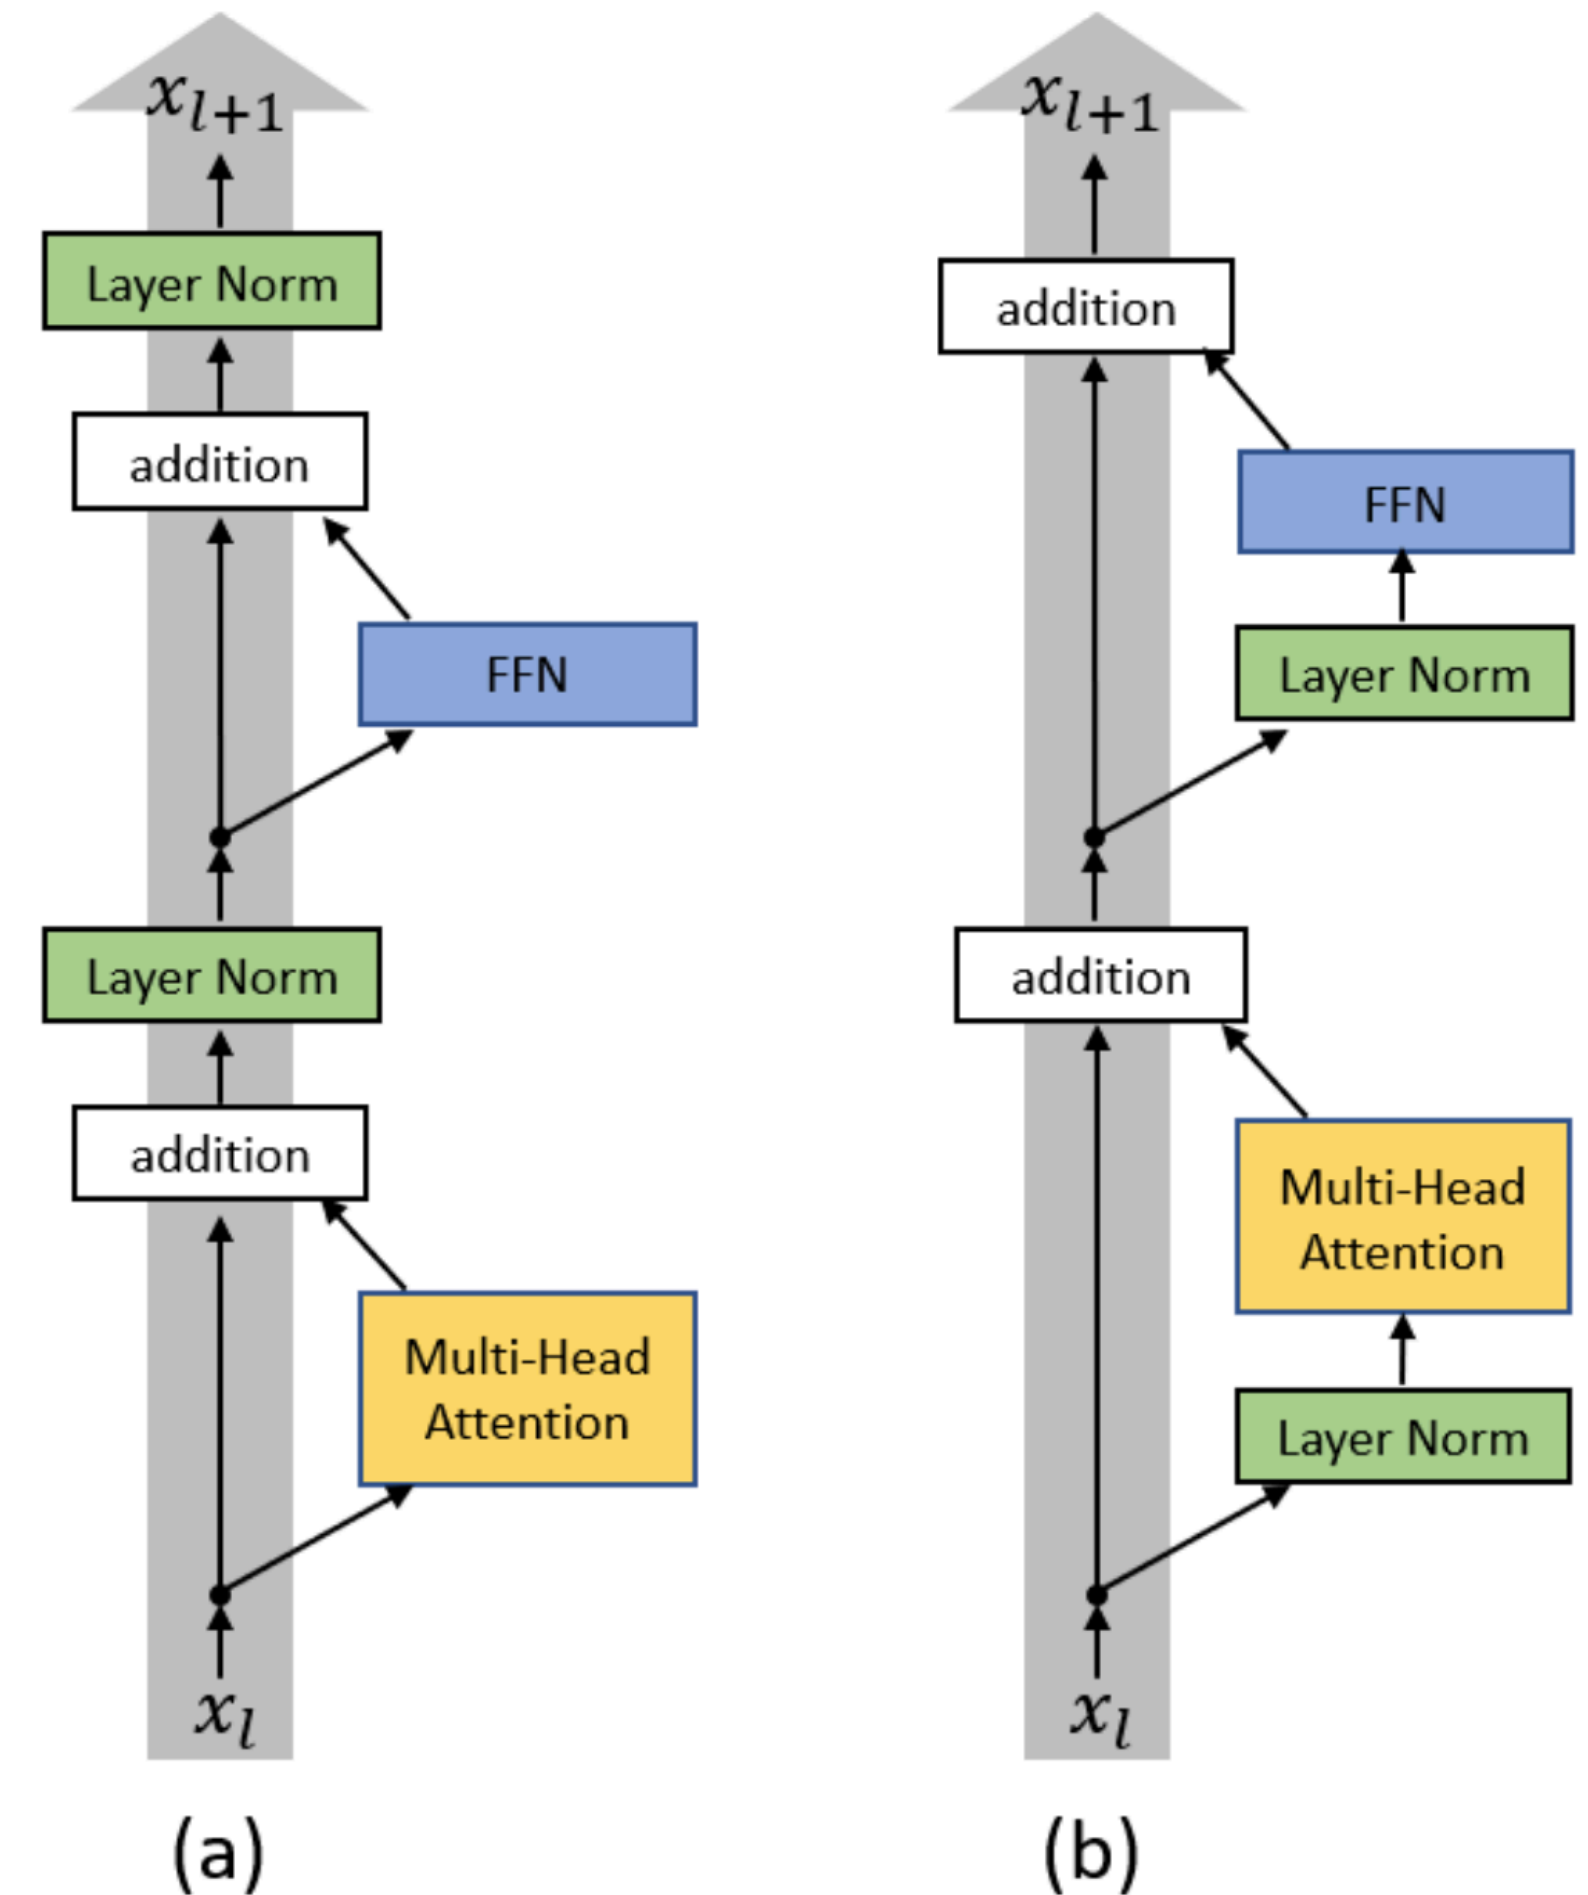 x_{l+1}
Layer Norm
addition
FFN
Layer Norm
addition
Multi-Head
Attention
x_l
(a)
x_{l+1}
addition
FFN
Layer Norm
addition
Multi-Head
Attention
Layer Norm
x_l
(b)